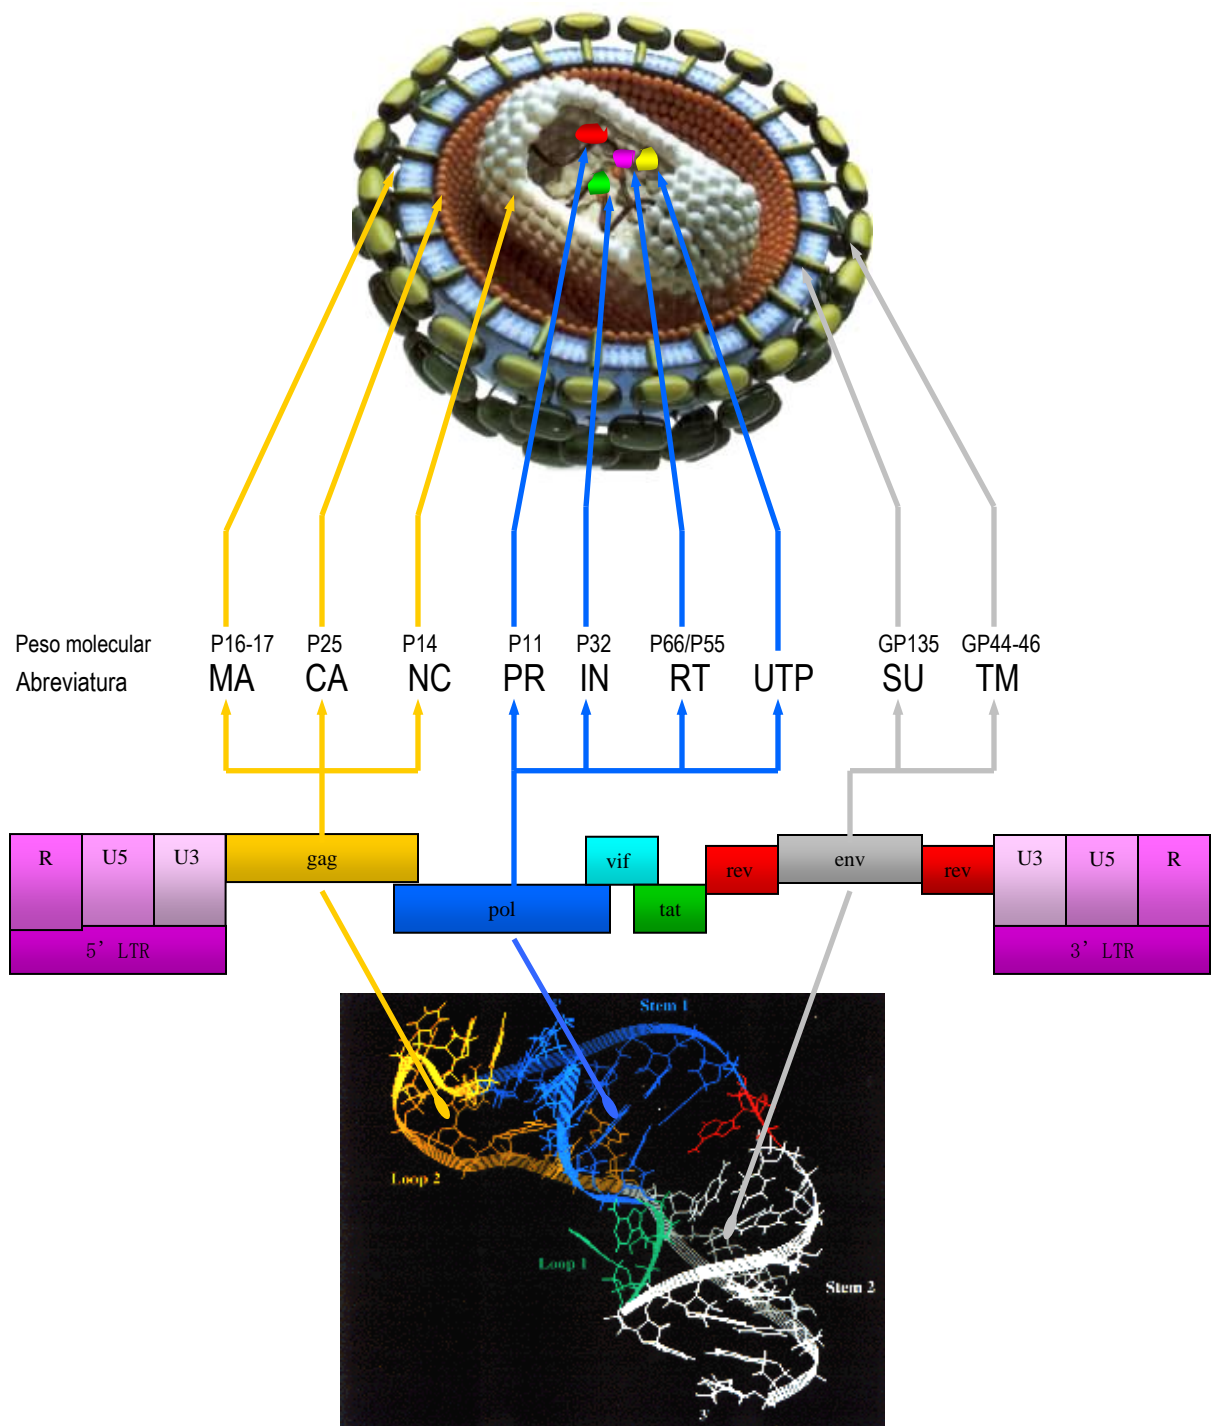 Peso molecular P16-17 P25 P14 P11 P32 P66/P55 GP135 GP44-46
Abreviatura MA CA NC PR IN RT UTP SU TM
R U5 U3 gag vif rev env rev U3 U5 R
pol tat
5' LTR 3' LTR
Stem 1
Loop 2
Loop 1
Stem 2
3'